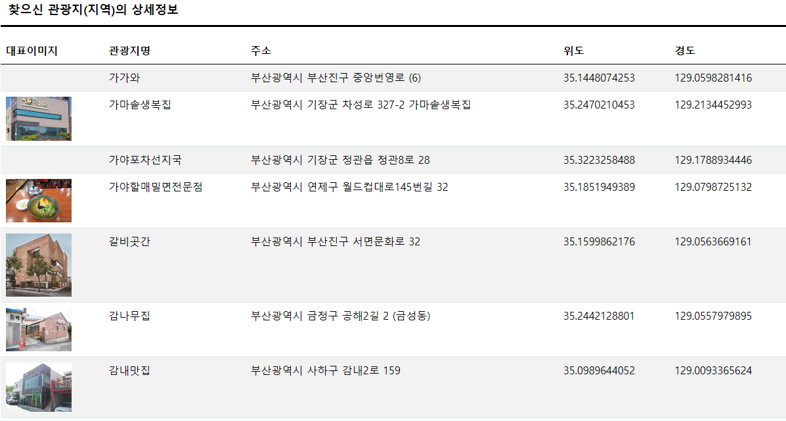 찾으신 관광지(지역)의 상세정보
대표이미지 관광지명 주소 위도 경도
가가와 부산광역시 부산진구 중앙번영로 (6) 35.1448074253 129.0598281416
가마솥생복집 부산광역시 기장군 차성로 327-2 가마솥생복집 35.2470210453 129.2134452993
가야포차선지국 부산광역시 기장군 정관읍 정관8로 28 35.3223258488 129.1788934446
가야할매밀면전문점 부산광역시 연제구 월드컵대로145번길 32 35.1851949389 129.0798725132
갈비곳간 부산광역시 부산진구 서면문화로 32 35.1599862176 129.0563669161
감나무집 부산광역시 금정구 공해2길 2 (금성동) 35.2442128801 129.0557979895
감내맛집 부산광역시 사하구 감내2로 159 35.0989644052 129.0093365624